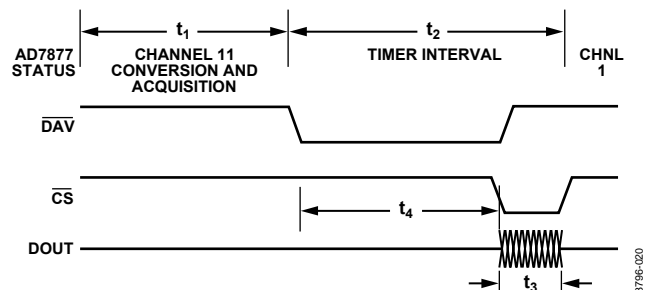 t1
t2
AD7877
STATUS
CHANNEL 11
CONVERSION AND
ACQUISITION
TIMER INTERVAL
CHNL
1
DAV
CS
t4
DOUT
t3
3796-020